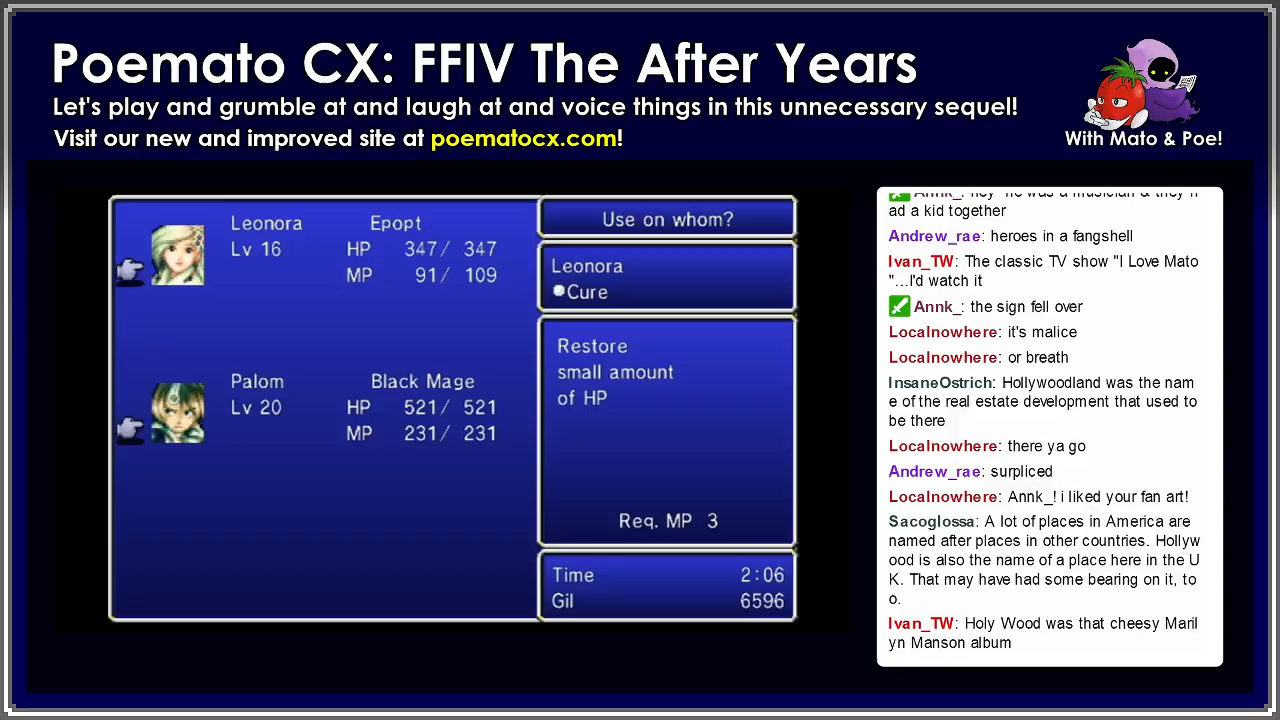 Poemato CX: FFIV The After Years
Let's play and grumble at and laugh at and voice things in this unnecessary sequel!
Visit our new and improved site at poematocx.com!
With Mato & Poe!
Leonora Epopt
Lv 16 HP 347/ 347
MP 91/ 109
Palom Black Mage
Lv 20 HP 521/ 521
MP 231/ 231
Use on whom?
Leonora
Cure
Restore
small amount
of HP
Req. MP 3
Time 2:06
Gil 6596
Annk_: hey he was a musician & they h
ad a kid together
Andrew_rae: heroes in a fangshell
Ivan_TW: The classic TV show "I Love Mato
"...I'd watch it
Annk_: the sign fell over
Localnowhere: it's malice
Localnowhere: or breath
InsaneOstrich: Hollywoodland was the nam
e of the real estate development that used to
be there
Localnowhere: there ya go
Andrew_rae: surpliced
Localnowhere: Annk_! i liked your fan art!
Sacoglossa: A lot of places in America are
named after places in other countries. Hollyw
ood is also the name of a place here in the U
K. That may have had some bearing on it, to
o.
Ivan_TW: Holy Wood was that cheesy Maril
yn Manson album